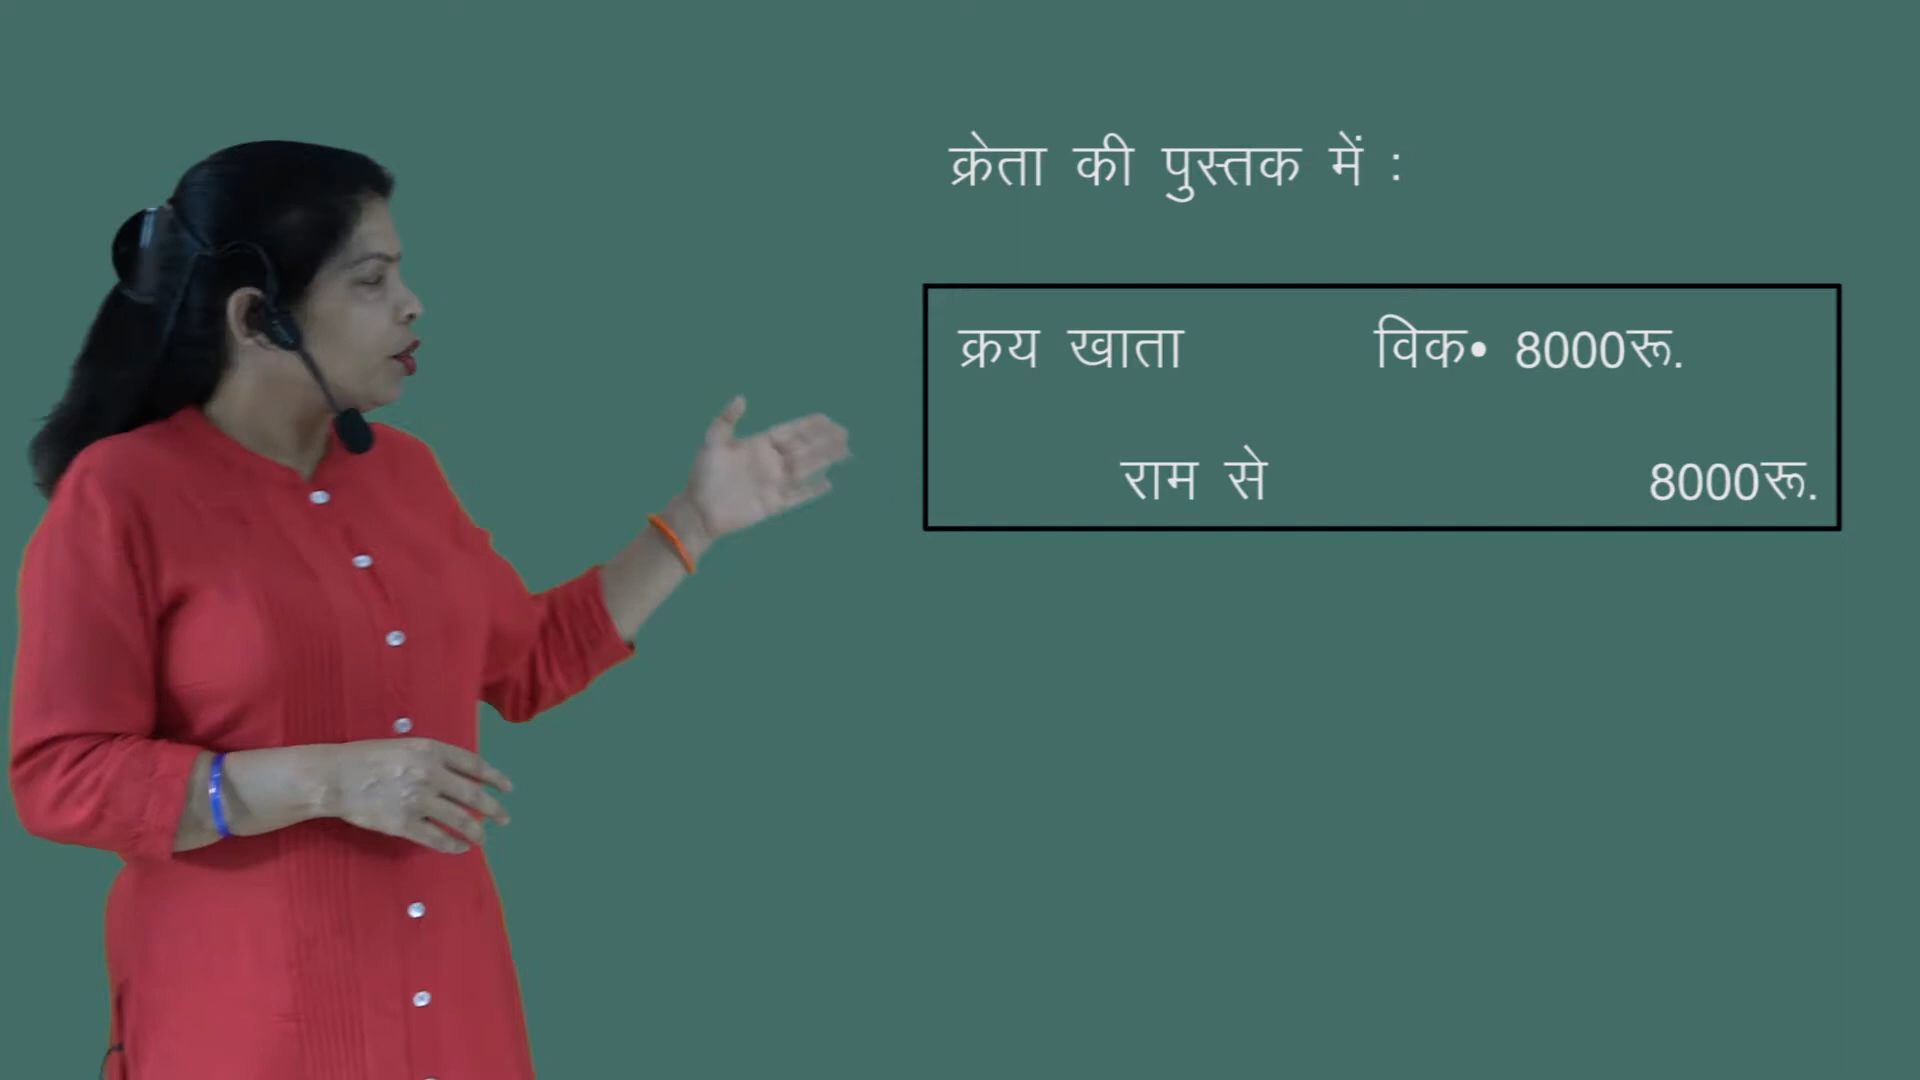 क्रेता की पुस्तक में :
क्रय खाता विक• 8000रू.
राम से 8000रू.